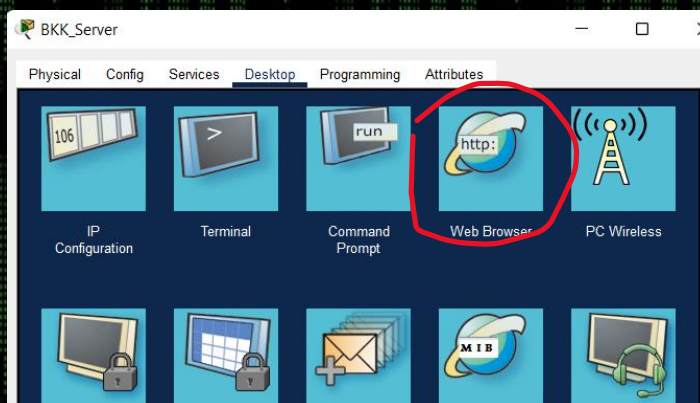 BKK_Server
Physical Config Services Desktop Programming Attributes
106
>
run
http:
IP
Configuration
Terminal
Command
Prompt
Web Browser
PC Wireless
MIB